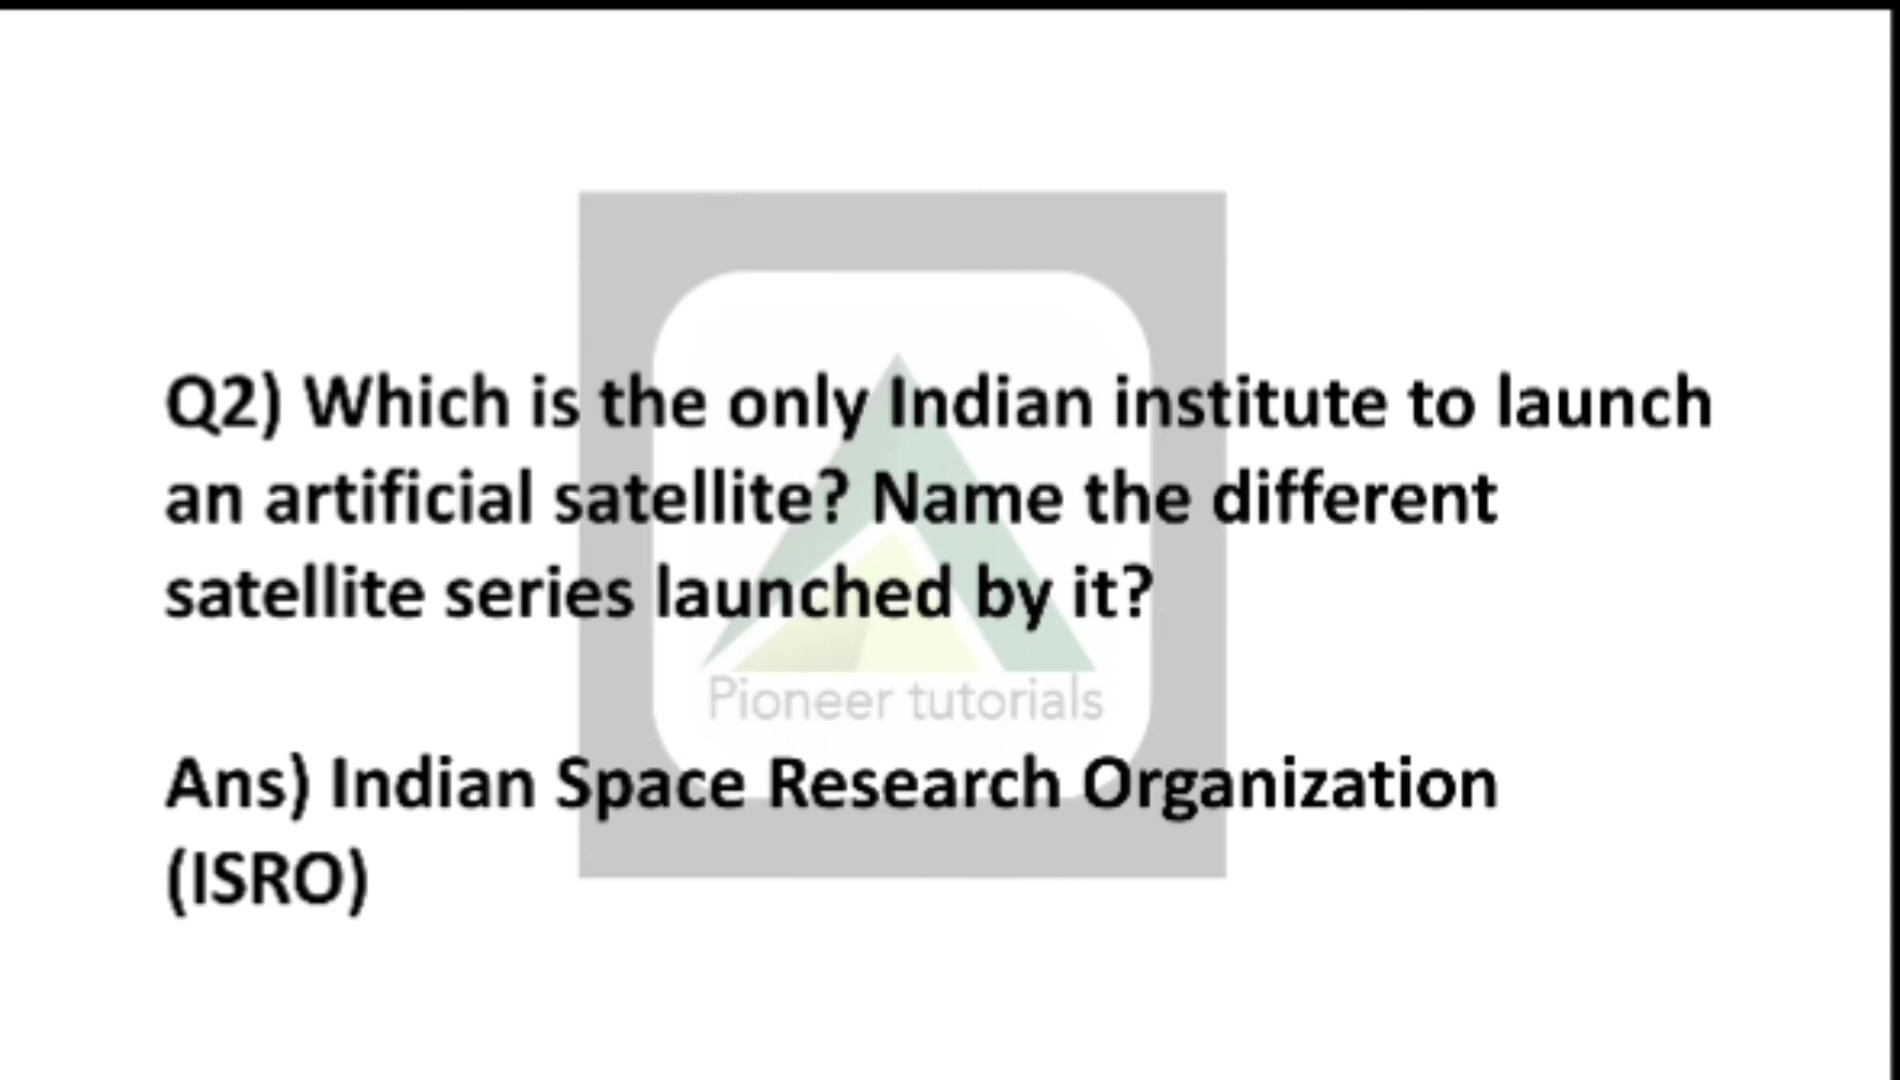 Q2) Which is the only Indian institute to launch
an artificial satellite? Name the different
satellite series launched by it?
Pioneer tutorials
Ans) Indian Space Research Organization
(ISRO)